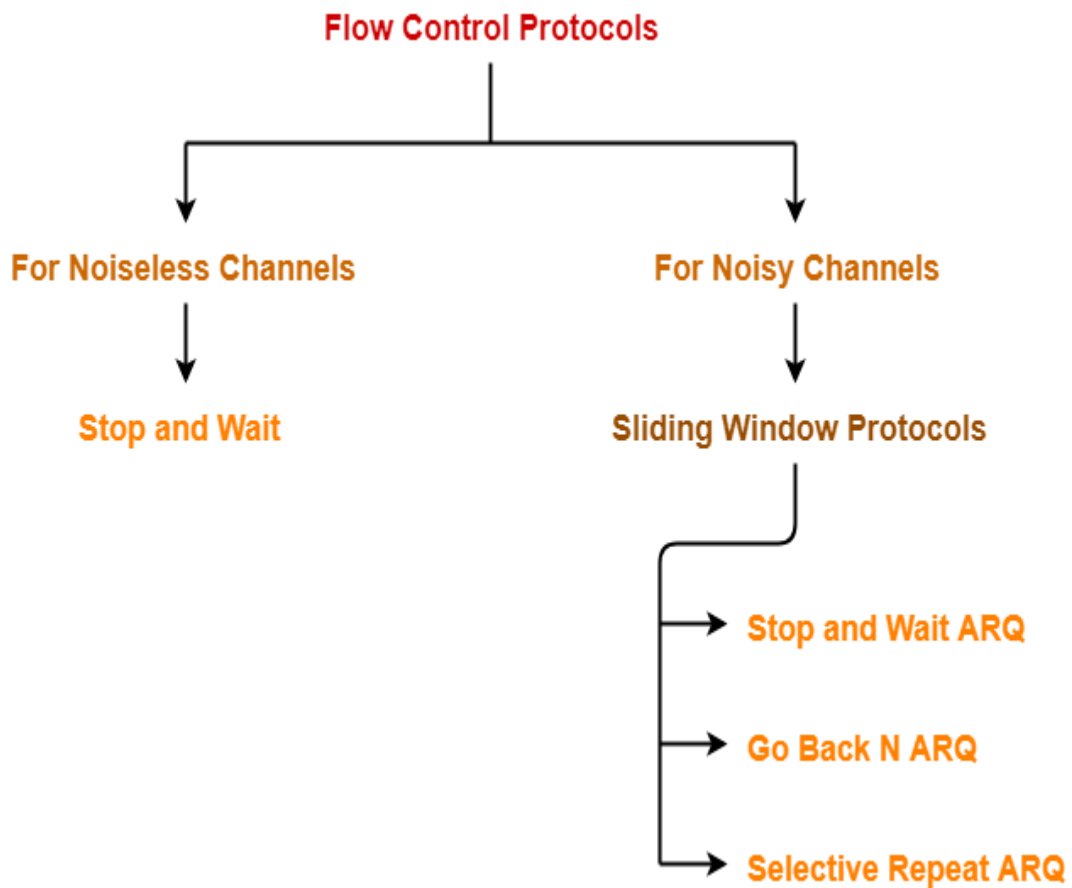 Flow Control Protocols
For Noiseless Channels
For Noisy Channels
Stop and Wait
Sliding Window Protocols
Stop and Wait ARQ
Go Back N ARQ
Selective Repeat ARQ